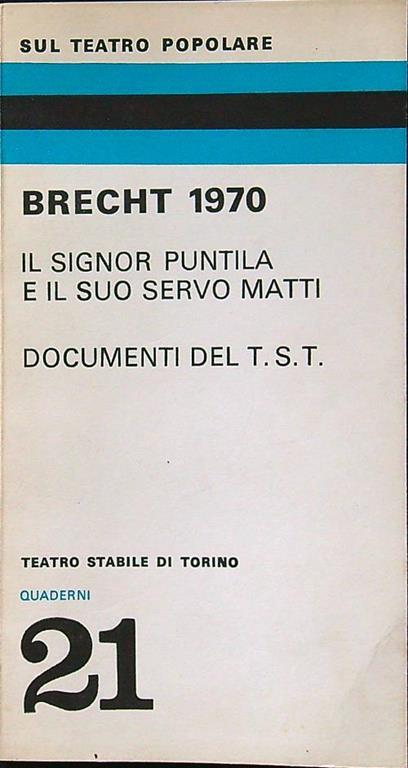 SUL TEATRO POPOLARE
BRECHT 1970
IL SIGNOR PUNTILA
E IL SUO SERVO MATTI
DOCUMENTI DEL T.S.T.
TEATRO STABILE DI TORINO
QUADERNI
21